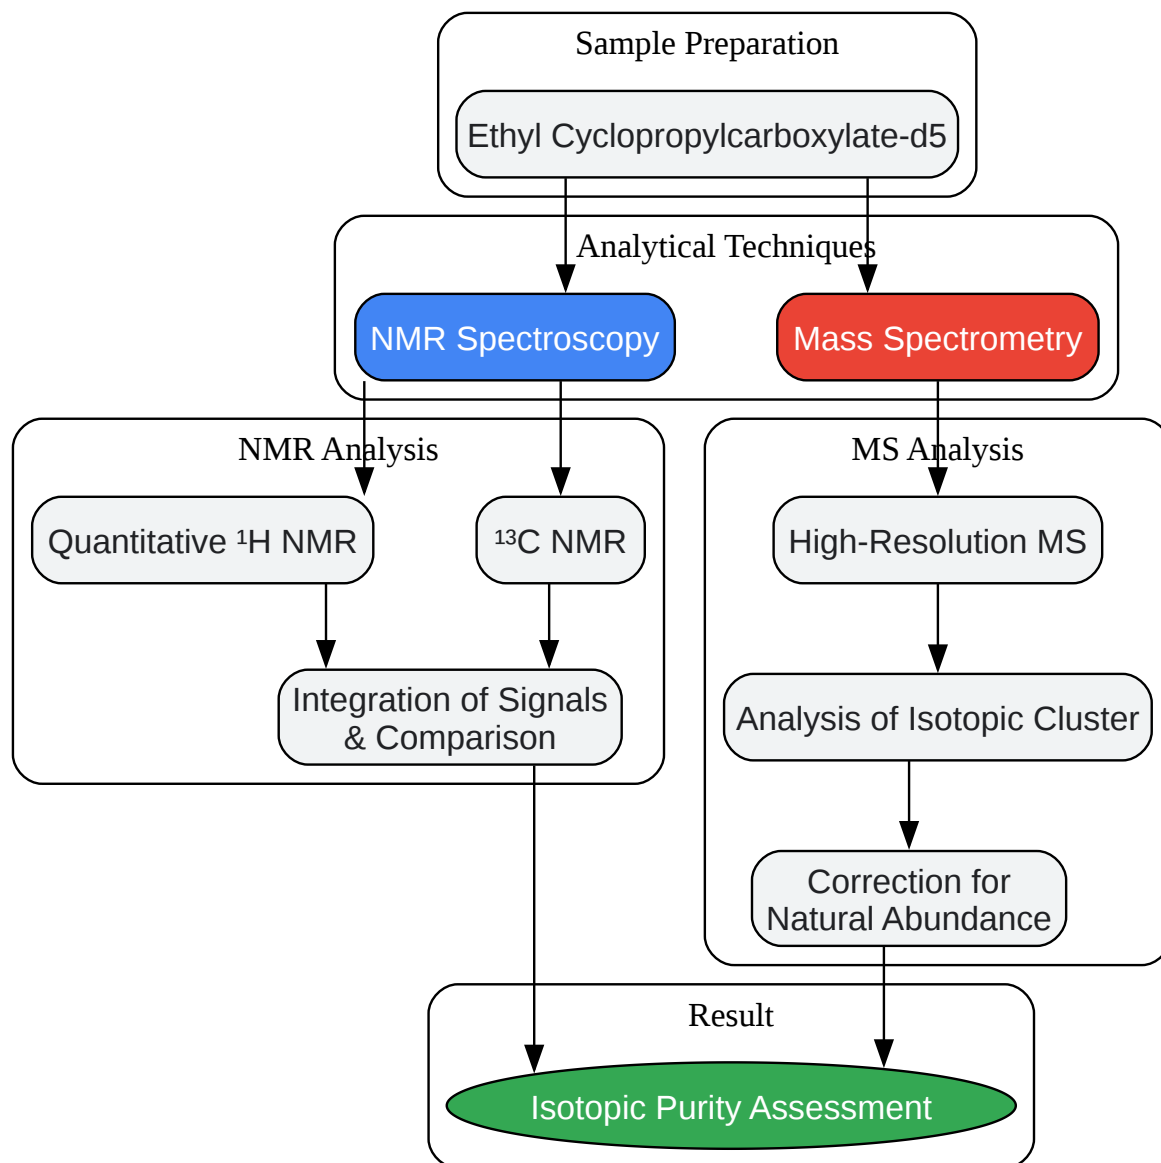 Sample Preparation
Ethyl Cyclopropylcarboxylate-d5
Analytical Techniques
NMR Spectroscopy
Mass Spectrometry
NMR Analysis
MS Analysis
Quantitative ¹H NMR
¹³C NMR
High-Resolution MS
Integration of Signals
& Comparison
Analysis of Isotopic Cluster
Correction for
Natural Abundance
Result
Isotopic Purity Assessment